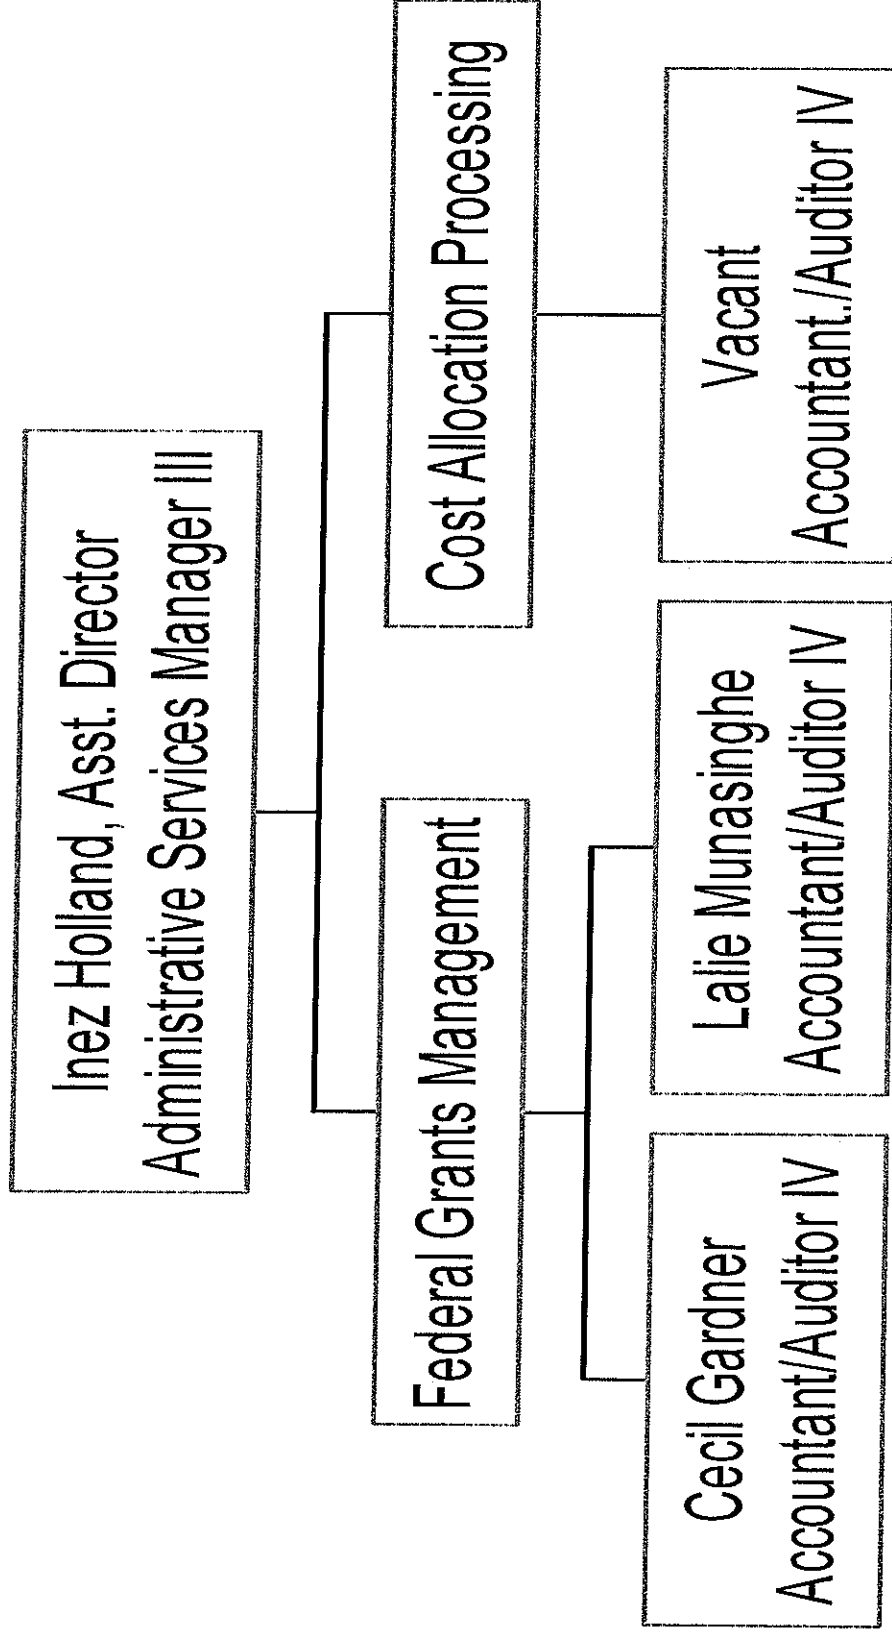 Inez Holland, Asst. Director
Administrative Services Manager III
Federal Grants Management
Cost Allocation Processing
Cecil Gardner
Accountant/Auditor IV
Lalie Munasinghe
Accountant/Auditor IV
Vacant
Accountant./Auditor IV